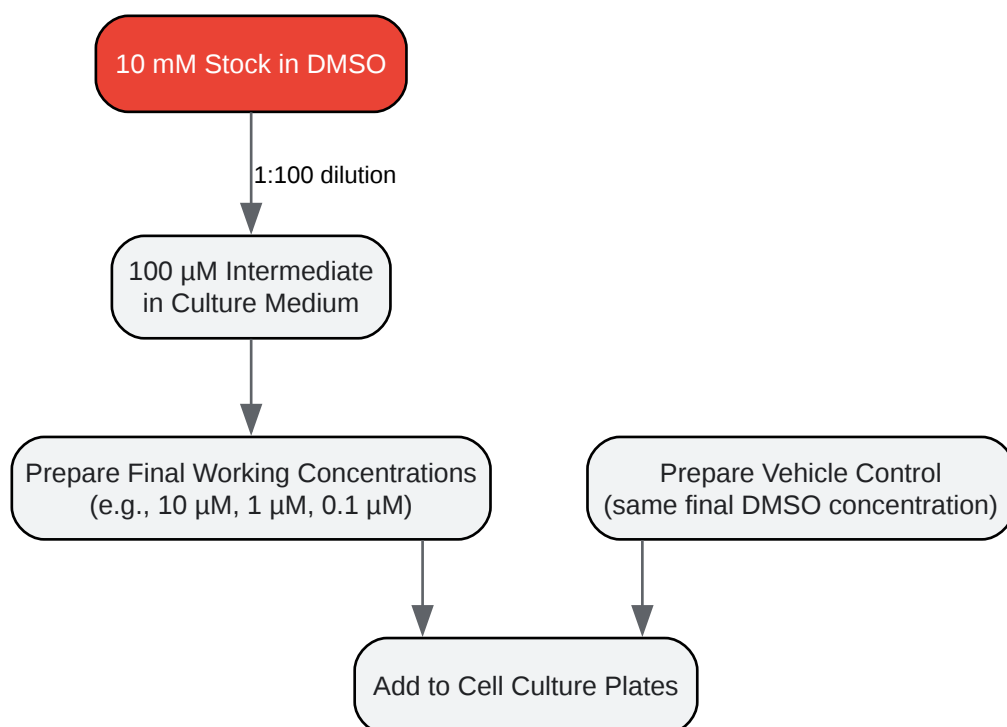 10 mM Stock in DMSO
1:100 dilution
100 µM Intermediate
in Culture Medium
Prepare Final Working Concentrations
(e.g., 10 µM, 1 µM, 0.1 µM)
Prepare Vehicle Control
(same final DMSO concentration)
Add to Cell Culture Plates